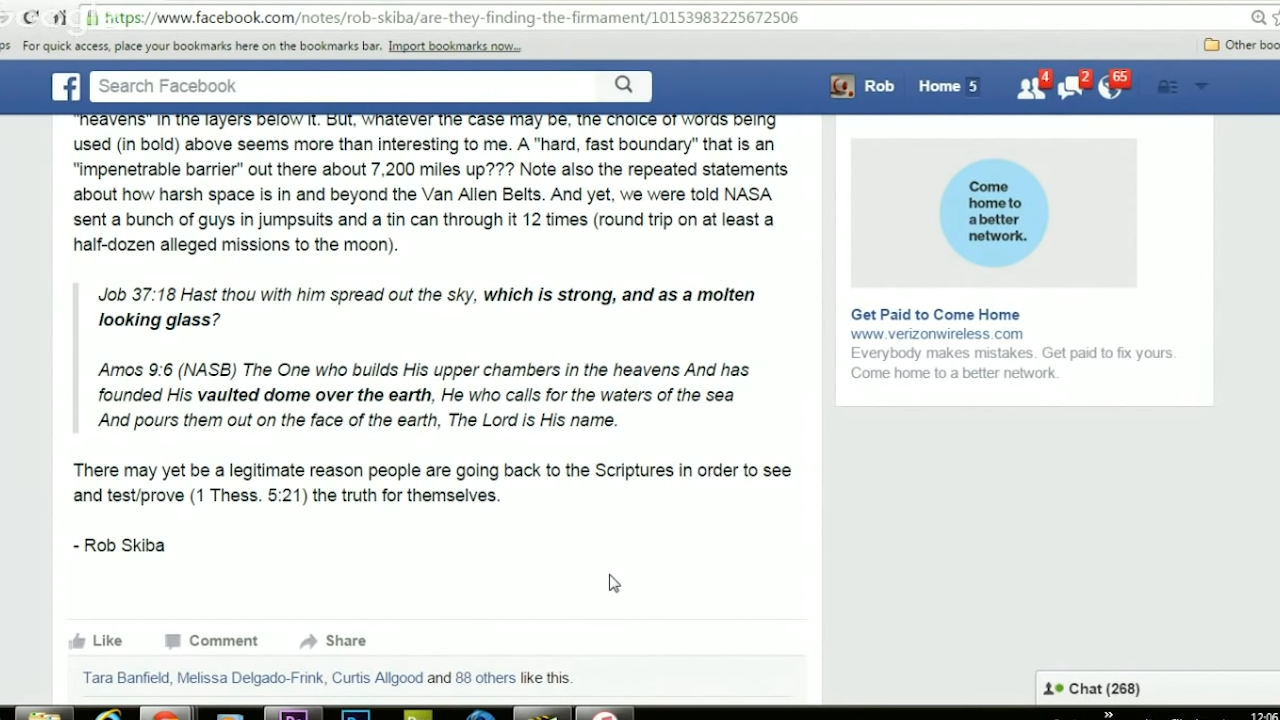 https://www.facebook.com/notes/rob-skiba/are-they-finding-the-firmament/10153983225672506
ps For quick access, place your bookmarks here on the bookmarks bar. Import bookmarks now... Other boo
Search Facebook
Rob Home 5 4 2 65
"heavens" in the layers below it. But, whatever the case may be, the choice of words being
used (in bold) above seems more than interesting to me. A "hard, fast boundary" that is an
"impenetrable barrier" out there about 7,200 miles up??? Note also the repeated statements
about how harsh space is in and beyond the Van Allen Belts. And yet, we were told NASA
sent a bunch of guys in jumpsuits and a tin can through it 12 times (round trip on at least a
half-dozen alleged missions to the moon).
Job 37:18 Hast thou with him spread out the sky, which is strong, and as a molten
looking glass?
Amos 9:6 (NASB) The One who builds His upper chambers in the heavens And has
founded His vaulted dome over the earth, He who calls for the waters of the sea
And pours them out on the face of the earth, The Lord is His name.
There may yet be a legitimate reason people are going back to the Scriptures in order to see
and test/prove (1 Thess. 5:21) the truth for themselves.
- Rob Skiba
Like Comment Share
Tara Banfield, Melissa Delgado-Frink, Curtis Allgood and 88 others like this.
Come
home to
a better
network.
Get Paid to Come Home
www.verizonwireless.com
Everybody makes mistakes. Get paid to fix yours.
Come home to a better network.
Chat (268)
12:06